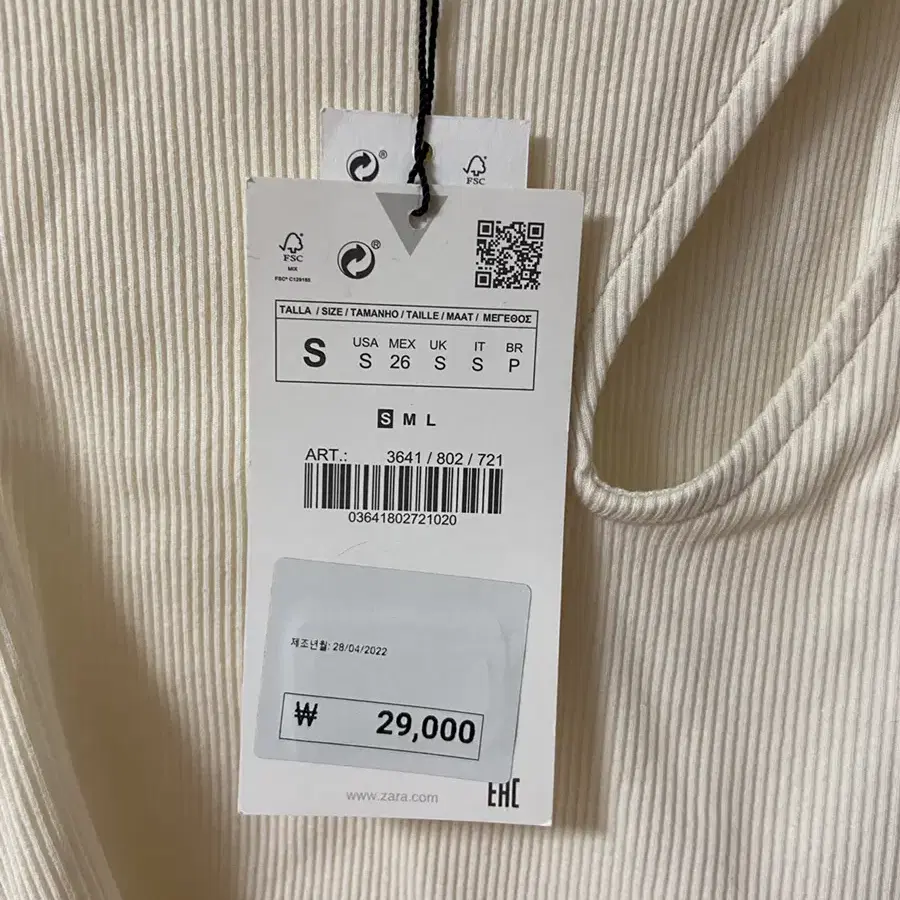 ®
FSC
FSC
MIX
FSC® C129185
®
TALLA / SIZE / TAMANHO / TAILLE / MAAT / ΜΕΓΕΘΟΣ
S
USA MEX UK IT BR
S 26 S S P
S M L
ART.: 3641 / 802 / 721
03641802721020
제조년월: 28/04/2022
₩ 29,000
www.zara.com
EAC